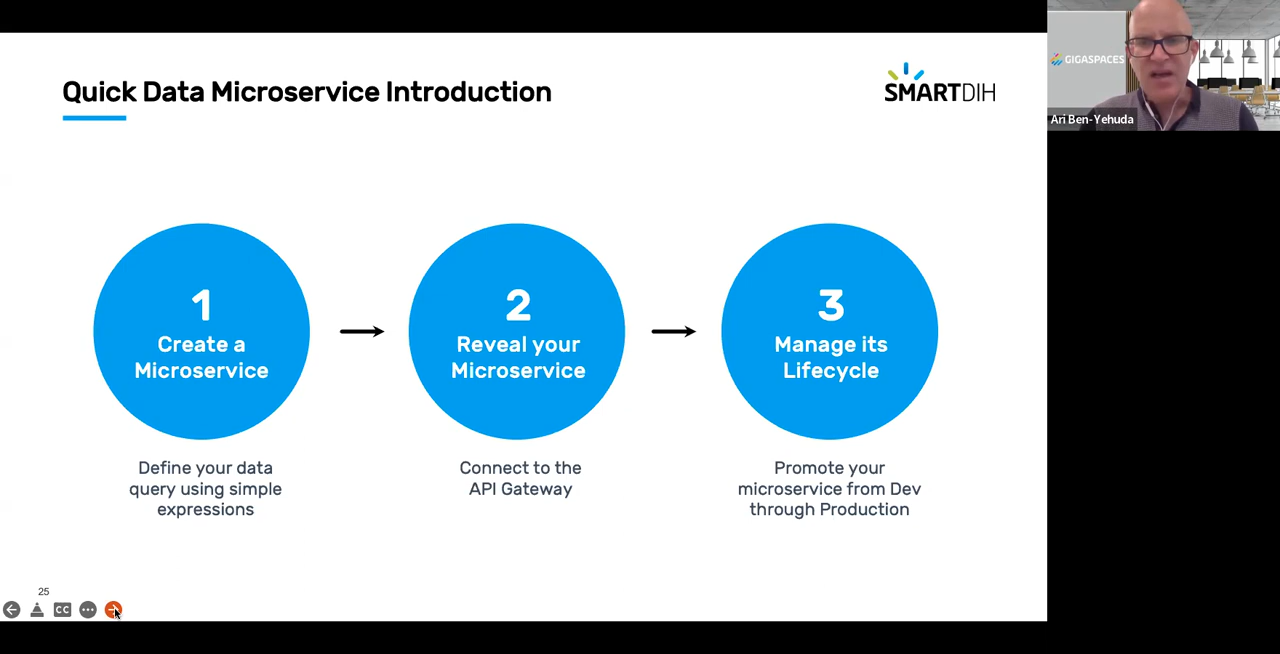 Quick Data Microservice Introduction
SMARTDIH
GIGASPACES
Ari Ben-Yehuda
1
Create a
Microservice
2
Reveal your
Microservice
3
Manage its
Lifecycle
Define your data
query using simple
expressions
Connect to the
API Gateway
Promote your
microservice from Dev
through Production
25
CC